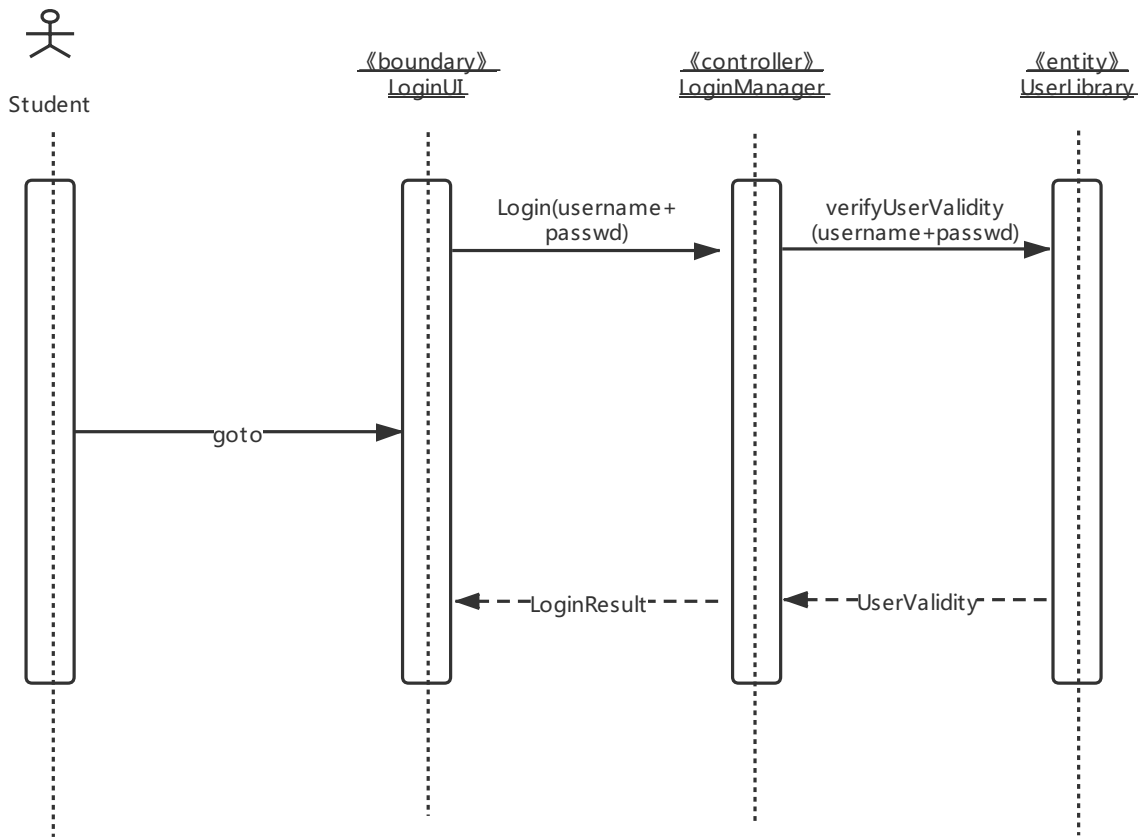 《boundary》
LoginUI
《controller》
LoginManager
《entity》
UserLibrary
Student
Login(username+
passwd)
verifyUserValidity
(username+passwd)
goto
LoginResult
UserValidity